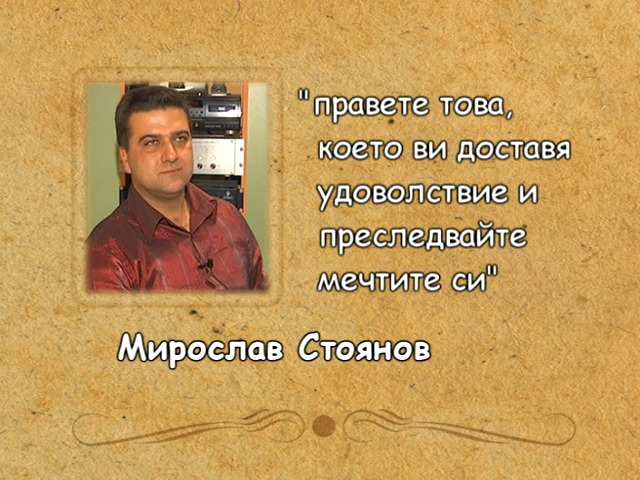 "правете това,
което ви доставя
удоволствие и
преследвайте
мечтите си"
Мирослав Стоянов